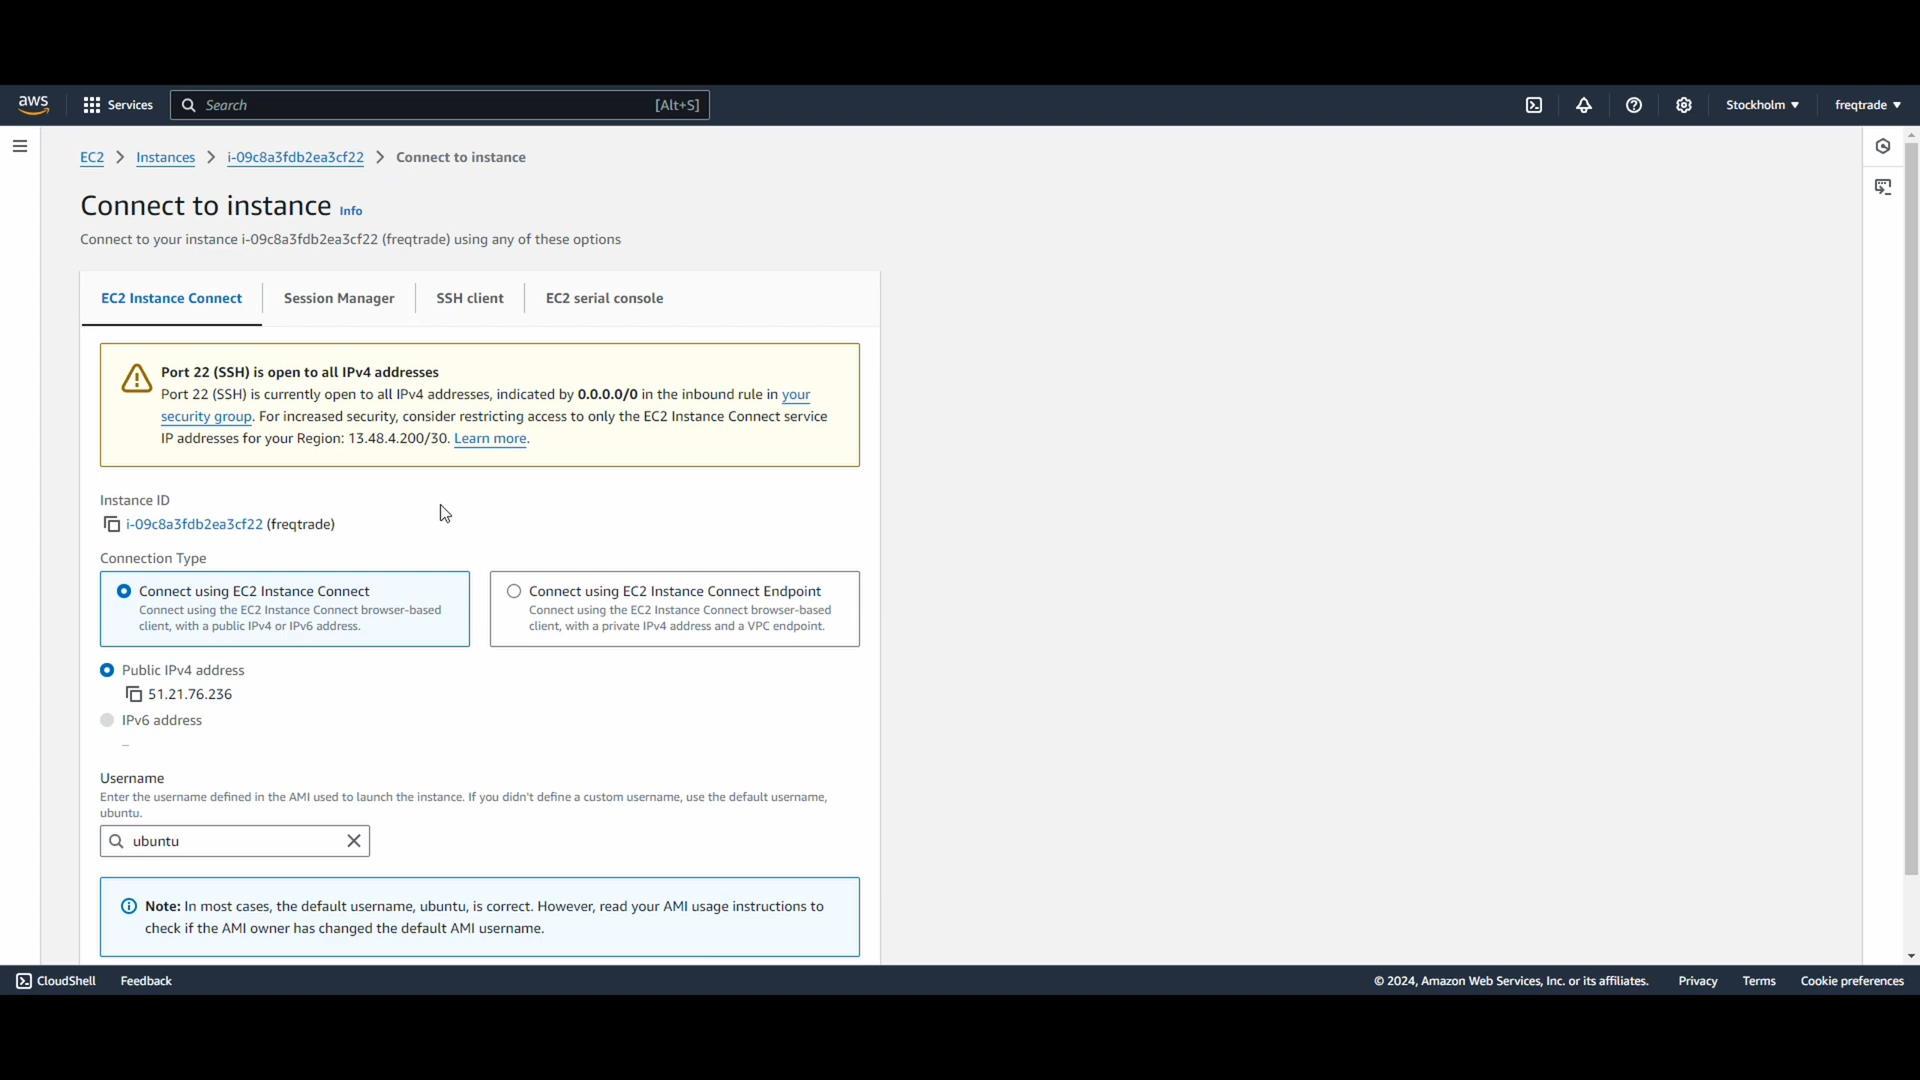 aws
Services
Search
[Alt+S]
Stockholm
freqtrade
EC2
Instances
i-09c8a3fdb2ea3cf22
Connect to instance
Connect to instance Info
Connect to your instance i-09c8a3fdb2ea3cf22 (freqtrade) using any of these options
EC2 Instance Connect
Session Manager
SSH client
EC2 serial console
Port 22 (SSH) is open to all IPv4 addresses
Port 22 (SSH) is currently open to all IPv4 addresses, indicated by 0.0.0.0/0 in the inbound rule in your
security group. For increased security, consider restricting access to only the EC2 Instance Connect service
IP addresses for your Region: 13.48.4.200/30. Learn more.
Instance ID
i-09c8a3fdb2ea3cf22 (freqtrade)
Connection Type
Connect using EC2 Instance Connect
Connect using the EC2 Instance Connect browser-based
client, with a public IPv4 or IPv6 address.
Connect using EC2 Instance Connect Endpoint
Connect using the EC2 Instance Connect browser-based
client, with a private IPv4 address and a VPC endpoint.
Public IPv4 address
51.21.76.236
IPv6 address
–
Username
Enter the username defined in the AMI used to launch the instance. If you didn't define a custom username, use the default username,
ubuntu.
ubuntu
Note: In most cases, the default username, ubuntu, is correct. However, read your AMI usage instructions to
check if the AMI owner has changed the default AMI username.
CloudShell
Feedback
© 2024, Amazon Web Services, Inc. or its affiliates.
Privacy
Terms
Cookie preferences